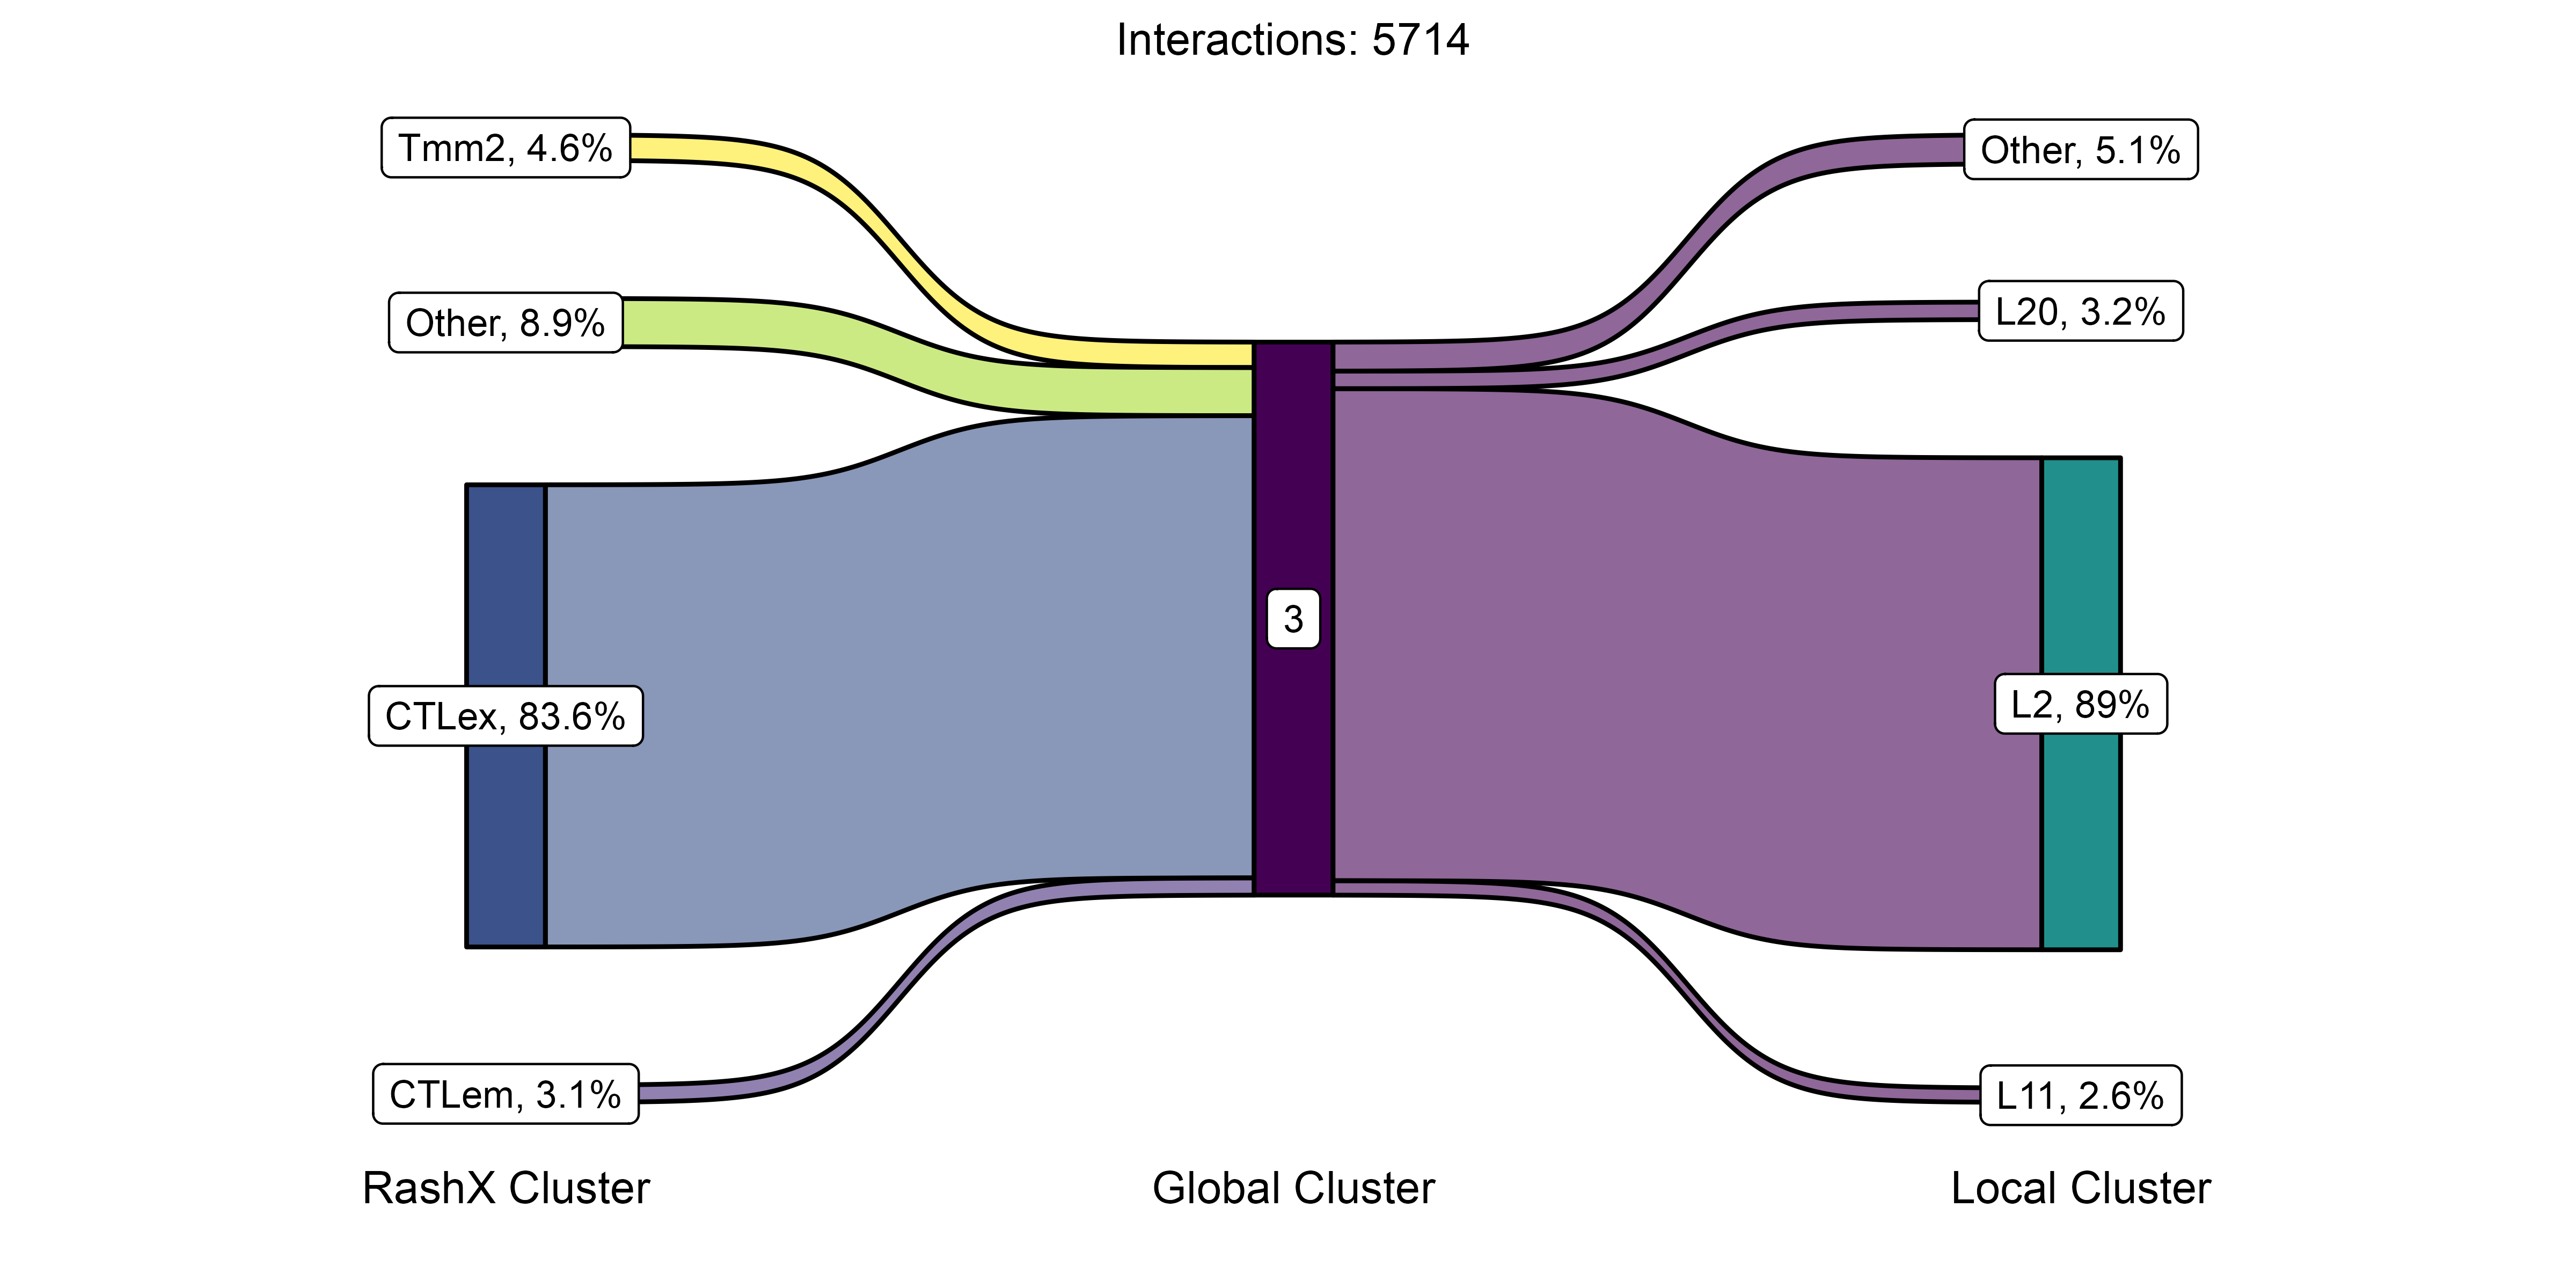 Interactions: 5714
Tmm2, 4.6%
Other, 8.9%
CTLex, 83.6%
CTLem, 3.1%
3
Other, 5.1%
L20, 3.2%
L2, 89%
L11, 2.6%
RashX Cluster
Global Cluster
Local Cluster